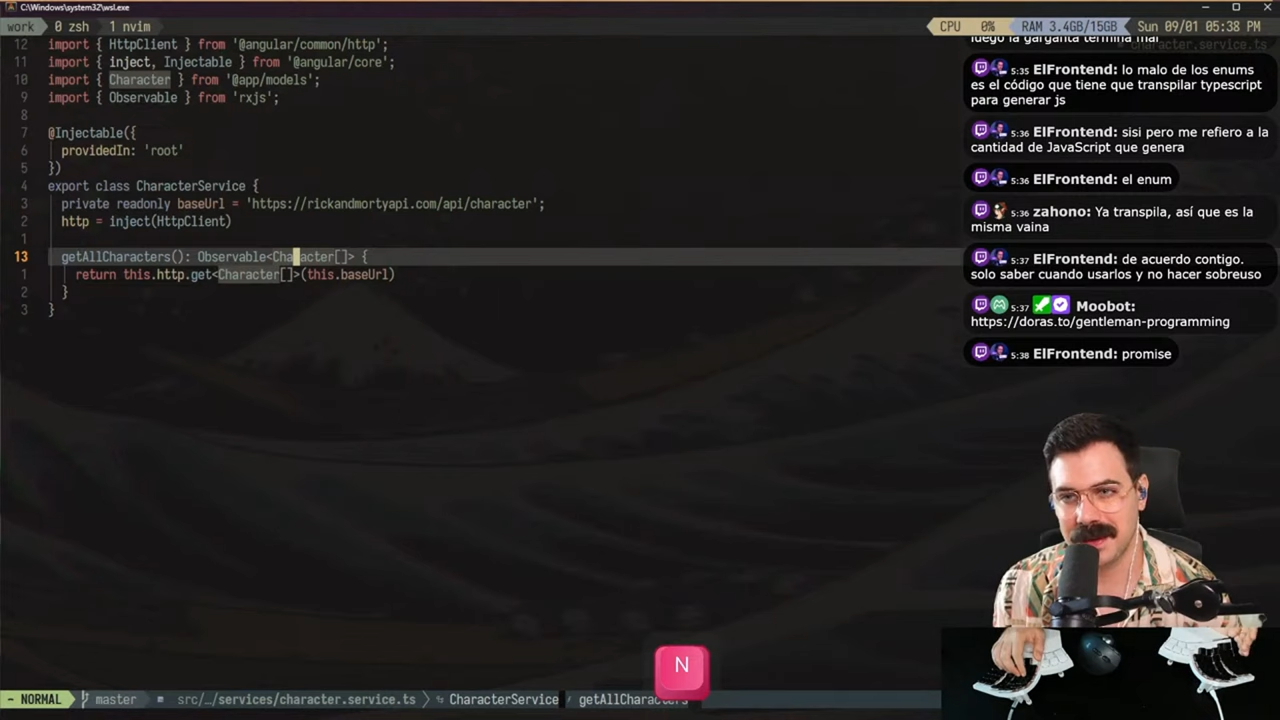 C:\Windows\system32\wsl.exe
work 0 zsh 1 nvim
CPU 0% RAM 3.4GB/15GB Sun 09/01 05:38 PM
12 import { HttpClient } from '@angular/common/http';
11 import { inject, Injectable } from '@angular/core';
10 import { Character } from '@app/models';
9 import { Observable } from 'rxjs';
8
7 @Injectable({
6 providedIn: 'root'
5 })
4 export class CharacterService {
3 private readonly baseUrl = 'https://rickandmortyapi.com/api/character';
2 http = inject(HttpClient)
1
13 getAllCharacters(): Observable<Character[]> {
1 return this.http.get<Character[]>(this.baseUrl)
2 }
3 }
luego la garganta termina mal
character.service.ts
5:35 ElFrontend: lo malo de los enums
es el código que tiene que transpilar typescript
para generar js
5:36 ElFrontend: sisi pero me refiero a la
cantidad de JavaScript que genera
5:36 ElFrontend: el enum
5:36 zahono: Ya transpila, así que es la
misma vaina
5:37 ElFrontend: de acuerdo contigo.
solo saber cuando usarlos y no hacer sobreuso
5:37 Moobot:
https://doras.to/gentleman-programming
5:38 ElFrontend: promise
N
- NORMAL master src/../services/character.service.ts CharacterService getAllCharacters